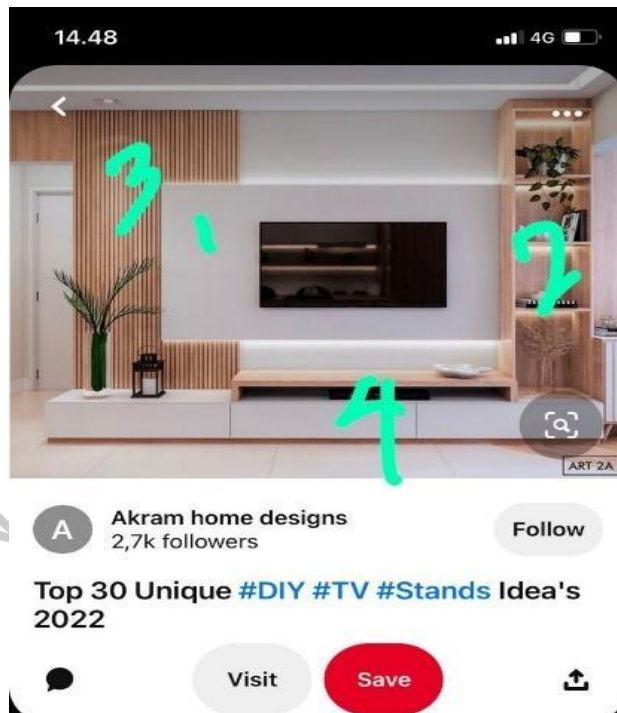 14.48
4G
3
1
2
4
ART 2A
A
Akram home designs
2,7k followers
Follow
Top 30 Unique #DIY #TV #Stands Idea's
2022
Visit
Save